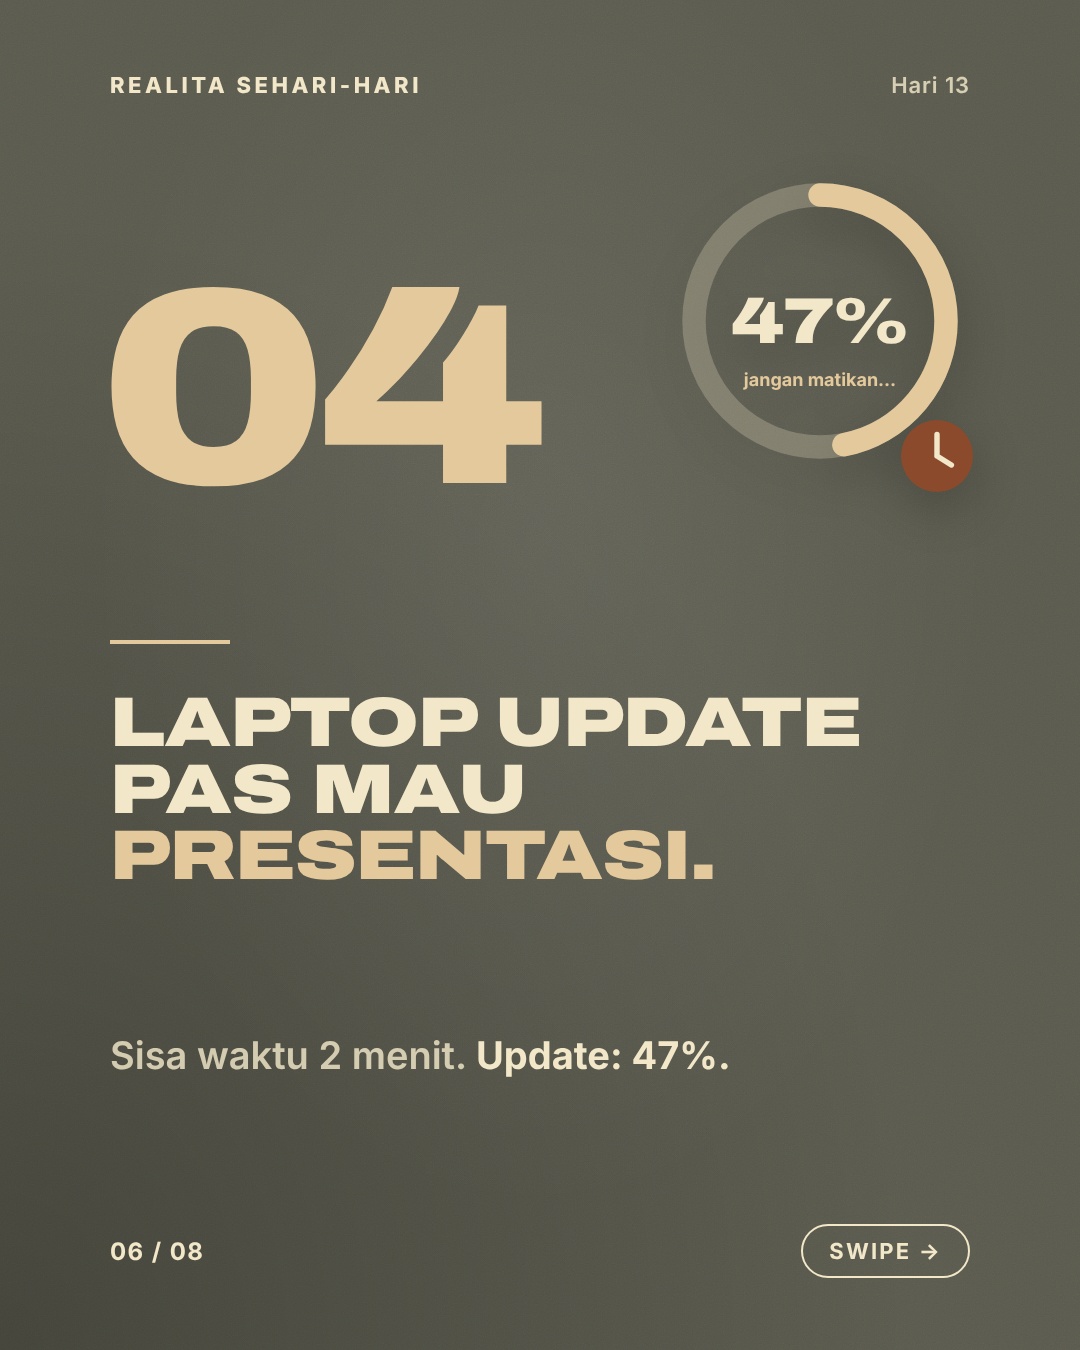 REALITA SEHARI-HARI
Hari 13
04
47%
jangan matikan...
LAPTOP UPDATE
PAS MAU
PRESENTASI.
Sisa waktu 2 menit. Update: 47%.
06 / 08
SWIPE →